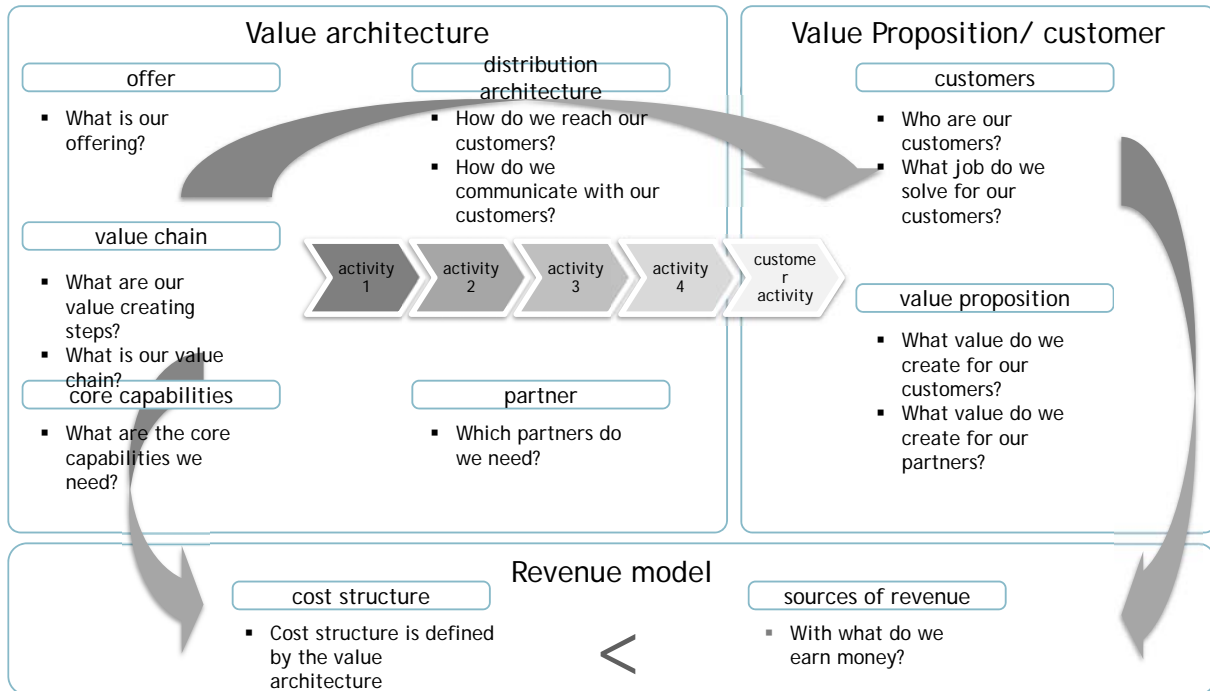 Value architecture
offer
▪ What is our
offering?
distribution
architecture
▪ How do we reach our
customers?
▪ How do we
communicate with our
customers?
value chain
▪ What are our
value creating
steps?
▪ What is our value
chain?
activity
1
activity
2
activity
3
activity
4
custome
r
activity
core capabilities
▪ What are the core
capabilities we
need?
partner
▪ Which partners do
we need?
Value Proposition/ customer
customers
▪ Who are our
customers?
▪ What job do we
solve for our
customers?
value proposition
▪ What value do we
create for our
customers?
▪ What value do we
create for our
partners?
Revenue model
cost structure
▪ Cost structure is defined
by the value
architecture
<
sources of revenue
▪ With what do we
earn money?